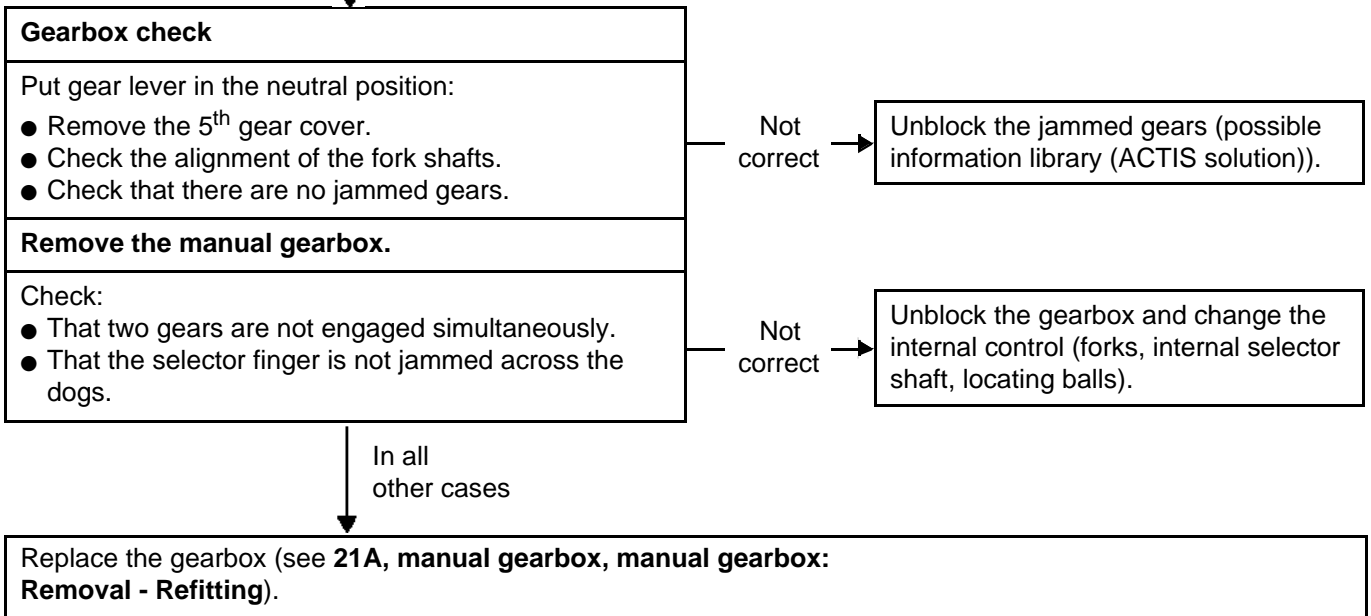 Gearbox check
Put gear lever in the neutral position:
● Remove the 5th gear cover.
● Check the alignment of the fork shafts.
● Check that there are no jammed gears.
Not
correct
Unblock the jammed gears (possible
information library (ACTIS solution)).
Remove the manual gearbox.
Check:
● That two gears are not engaged simultaneously.
● That the selector finger is not jammed across the
dogs.
Not
correct
Unblock the gearbox and change the
internal control (forks, internal selector
shaft, locating balls).
In all
other cases
Replace the gearbox (see 21A, manual gearbox, manual gearbox:
Removal - Refitting).